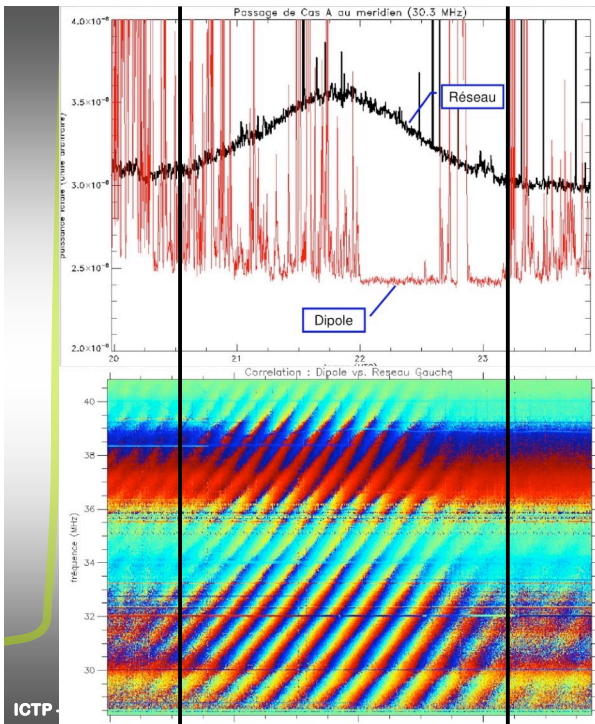 Passage de Cas A au meridien (30.3 MHz)
4.0×10⁻⁸
3.5×10⁻⁸
Réseau
3.0×10⁻⁸
2.5×10⁻⁸
Dipole
2.0×10⁻⁸
20 21 22 23
Correlation : Dipole vs. Reseau Gauche
40
38
36
34
32
30
fréquence (MHz)
ICTP